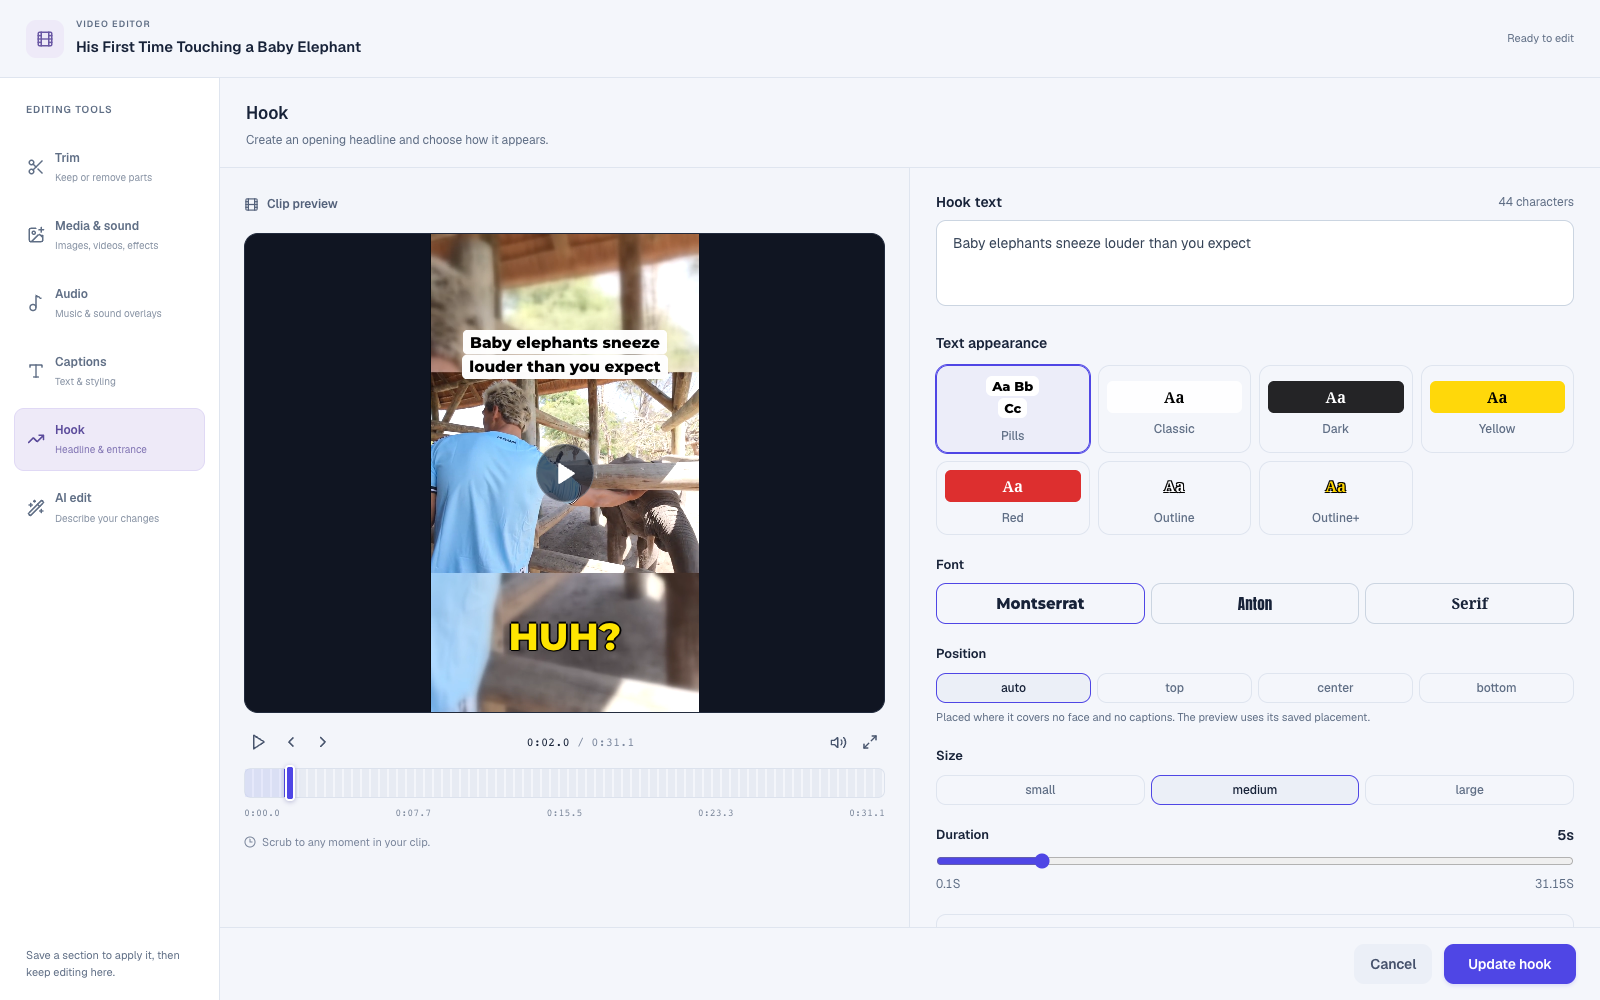 VIDEO EDITOR
His First Time Touching a Baby Elephant
Ready to edit
EDITING TOOLS
Trim
Keep or remove parts
Media & sound
Images, videos, effects
Audio
Music & sound overlays
Captions
Text & styling
Hook
Headline & entrance
AI edit
Describe your changes
Save a section to apply it, then
keep editing here.
Hook
Create an opening headline and choose how it appears.
Clip preview
Baby elephants sneeze
louder than you expect
HUH?
0:02.0 / 0:31.1
0:00.0 0:07.7 0:15.5 0:23.3 0:31.1
Scrub to any moment in your clip.
Hook text 44 characters
Baby elephants sneeze louder than you expect
Text appearance
Aa Bb
Cc
Pills
Aa
Classic
Aa
Dark
Aa
Yellow
Aa
Red
Aa
Outline
Aa
Outline+
Font
Montserrat Anton Serif
Position
auto top center bottom
Placed where it covers no face and no captions. The preview uses its saved placement.
Size
small medium large
Duration 5s
0.1S 31.15S
Cancel Update hook